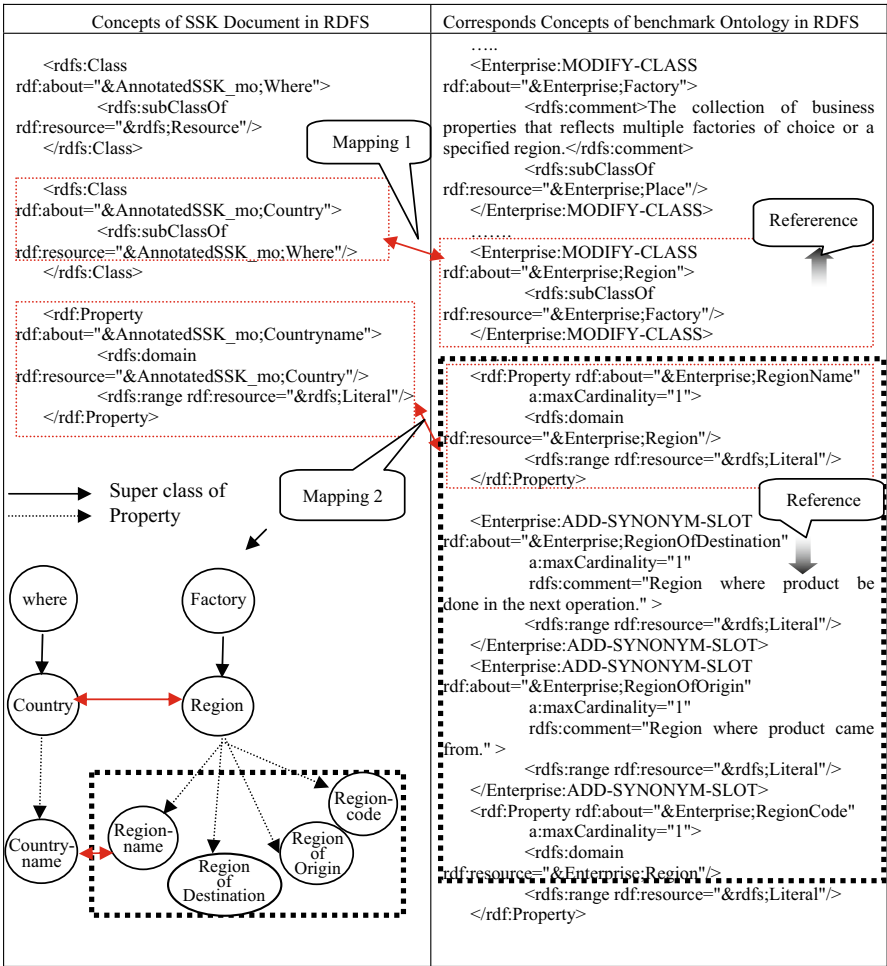 Concepts of SSK Document in RDFS
<rdfs:Class
rdf:about="&AnnotatedSSK_mo;Where">
<rdfs:subClassOf
rdf:resource="&rdfs;Resource"/>
</rdfs:Class>
Mapping 1
<rdfs:Class
rdf:about="&AnnotatedSSK_mo;Country">
<rdfs:subClassOf
rdf:resource="&AnnotatedSSK_mo;Where"/>
</rdfs:Class>
<rdf:Property
rdf:about="&AnnotatedSSK_mo;Countryname">
<rdfs:domain
rdf:resource="&AnnotatedSSK_mo;Country"/>
<rdfs:range rdf:resource="&rdfs;Literal"/>
</rdf:Property>
Mapping 2
Super class of
Property
where
Factory
Country
Region
Country-
name
Region-
name
Region
of
Destination
Region
of
Origin
Region-
code
Corresponds Concepts of benchmark Ontology in RDFS
…..
<Enterprise:MODIFY-CLASS
rdf:about="&Enterprise;Factory">
<rdfs:comment>The collection of business
properties that reflects multiple factories of choice or a
specified region.</rdfs:comment>
<rdfs:subClassOf
rdf:resource="&Enterprise;Place"/>
</Enterprise:MODIFY-CLASS>
Refererence
……
<Enterprise:MODIFY-CLASS
rdf:about="&Enterprise;Region">
<rdfs:subClassOf
rdf:resource="&Enterprise;Factory"/>
</Enterprise:MODIFY-CLASS>
<rdf:Property rdf:about="&Enterprise;RegionName"
a:maxCardinality="1">
<rdfs:domain
rdf:resource="&Enterprise;Region"/>
<rdfs:range rdf:resource="&rdfs;Literal"/>
</rdf:Property>
Reference
<Enterprise:ADD-SYNONYM-SLOT
rdf:about="&Enterprise;RegionOfDestination"
a:maxCardinality="1"
rdfs:comment="Region where product be
done in the next operation." >
<rdfs:range rdf:resource="&rdfs;Literal"/>
</Enterprise:ADD-SYNONYM-SLOT>
<Enterprise:ADD-SYNONYM-SLOT
rdf:about="&Enterprise;RegionOfOrigin"
a:maxCardinality="1"
rdfs:comment="Region where product came
from." >
<rdfs:range rdf:resource="&rdfs;Literal"/>
</Enterprise:ADD-SYNONYM-SLOT>
<rdf:Property rdf:about="&Enterprise;RegionCode"
a:maxCardinality="1">
<rdfs:domain
rdf:resource="&Enterprise;Region"/>
<rdfs:range rdf:resource="&rdfs;Literal"/>
</rdf:Property>